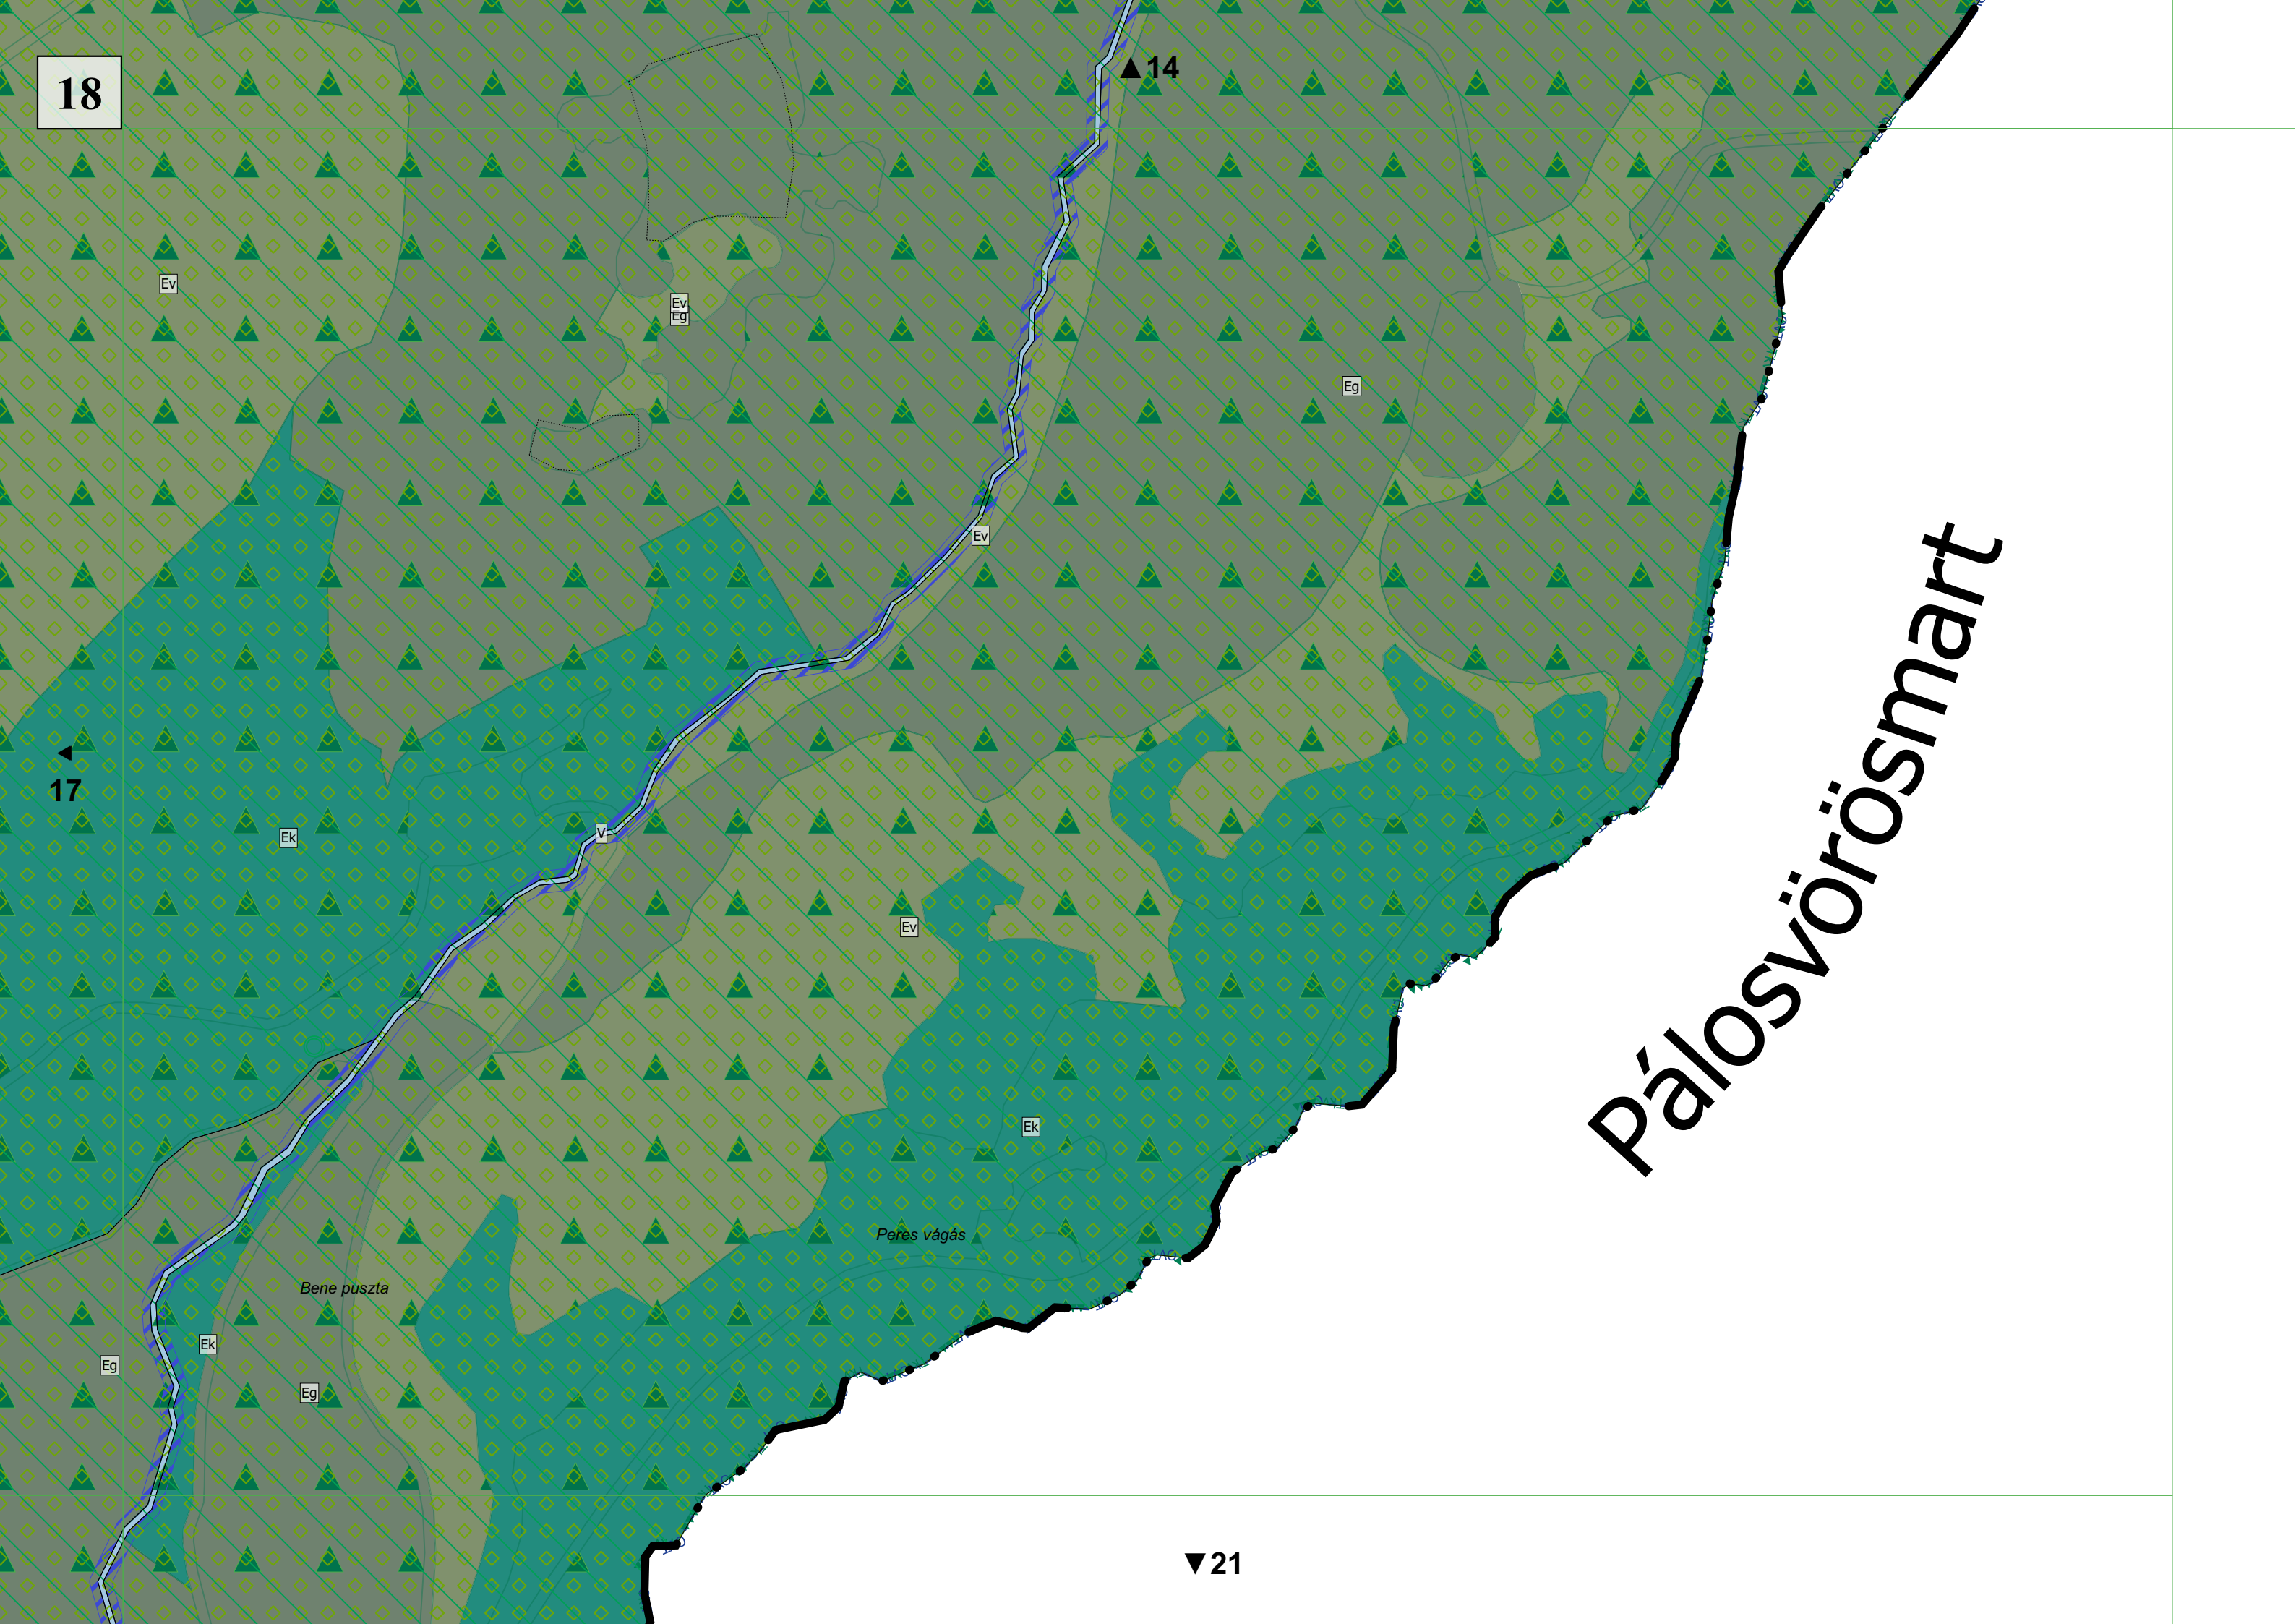 18
▲14
Ev
Ev
Eg
Eg
Ev
Pálosvörösmart
◄
17
Ek
V
Ev
Ek
Peres vágás
Bene puszta
Ek
Eg
Eg
▼21